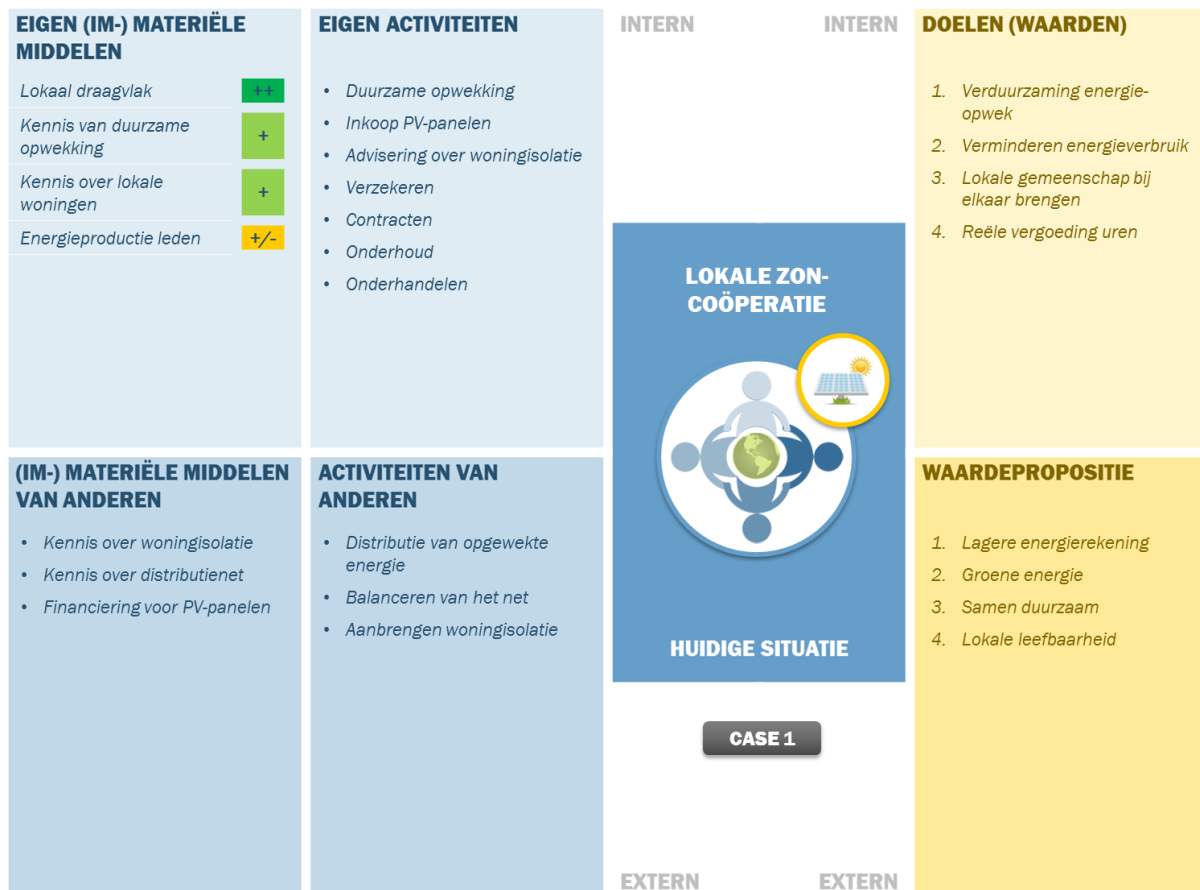 EIGEN (IM-) MATERIËLE
MIDDELEN
Lokaal draagvlak
++
Kennis van duurzame
opwekking
+
Kennis over lokale
woningen
+
Energieproductie leden
+/-
EIGEN ACTIVITEITEN
• Duurzame opwekking
• Inkoop PV-panelen
• Advisering over woningisolatie
• Verzekeren
• Contracten
• Onderhoud
• Onderhandelen
INTERN
INTERN
LOKALE ZON-
COÖPERATIE
HUIDIGE SITUATIE
CASE 1
DOELEN (WAARDEN)
1. Verduurzaming energie-
opwek
2. Verminderen energieverbruik
3. Lokale gemeenschap bij
elkaar brengen
4. Reële vergoeding uren
(IM-) MATERIËLE MIDDELEN
VAN ANDEREN
• Kennis over woningisolatie
• Kennis over distributienet
• Financiering voor PV-panelen
ACTIVITEITEN VAN
ANDEREN
• Distributie van opgewekte
energie
• Balanceren van het net
• Aanbrengen woningisolatie
WAARDEPROPOSITIE
1. Lagere energierekening
2. Groene energie
3. Samen duurzaam
4. Lokale leefbaarheid
EXTERN
EXTERN